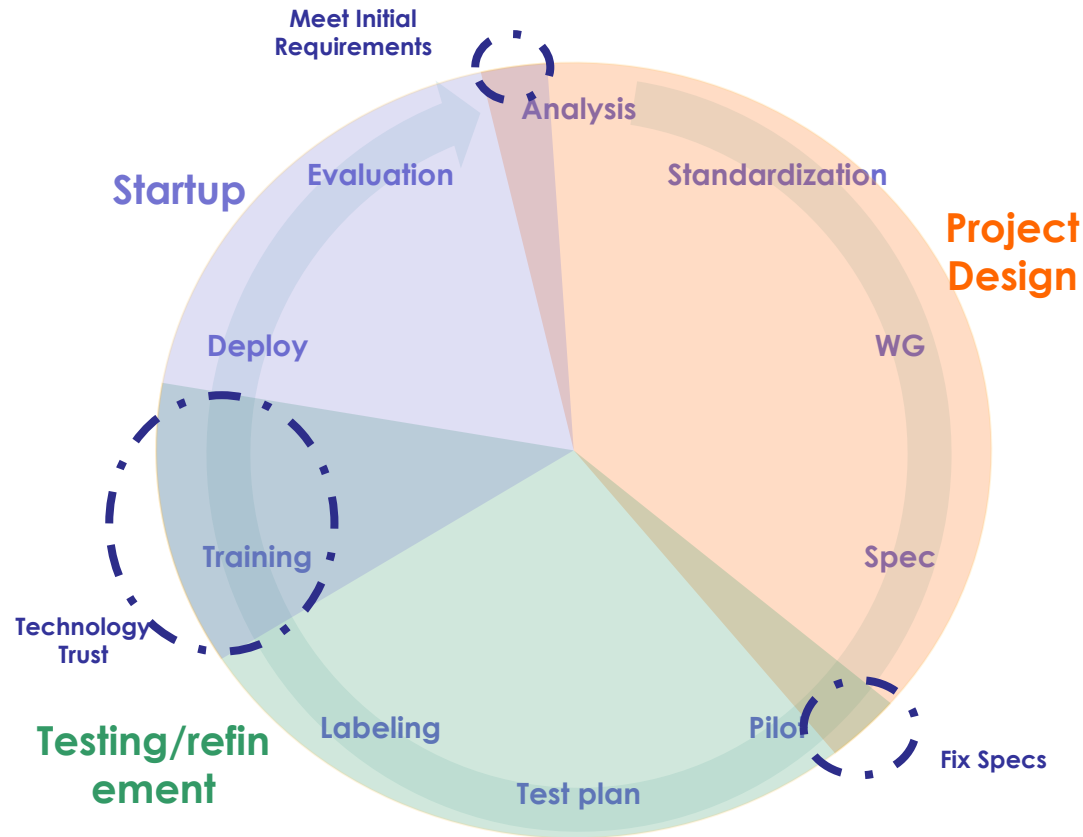 Meet Initial
Requirements
Analysis
Evaluation
Standardization
Startup
Project
Design
Deploy
WG
Training
Spec
Technology
Trust
Labeling
Pilot
Testing/refin
ement
Fix Specs
Test plan